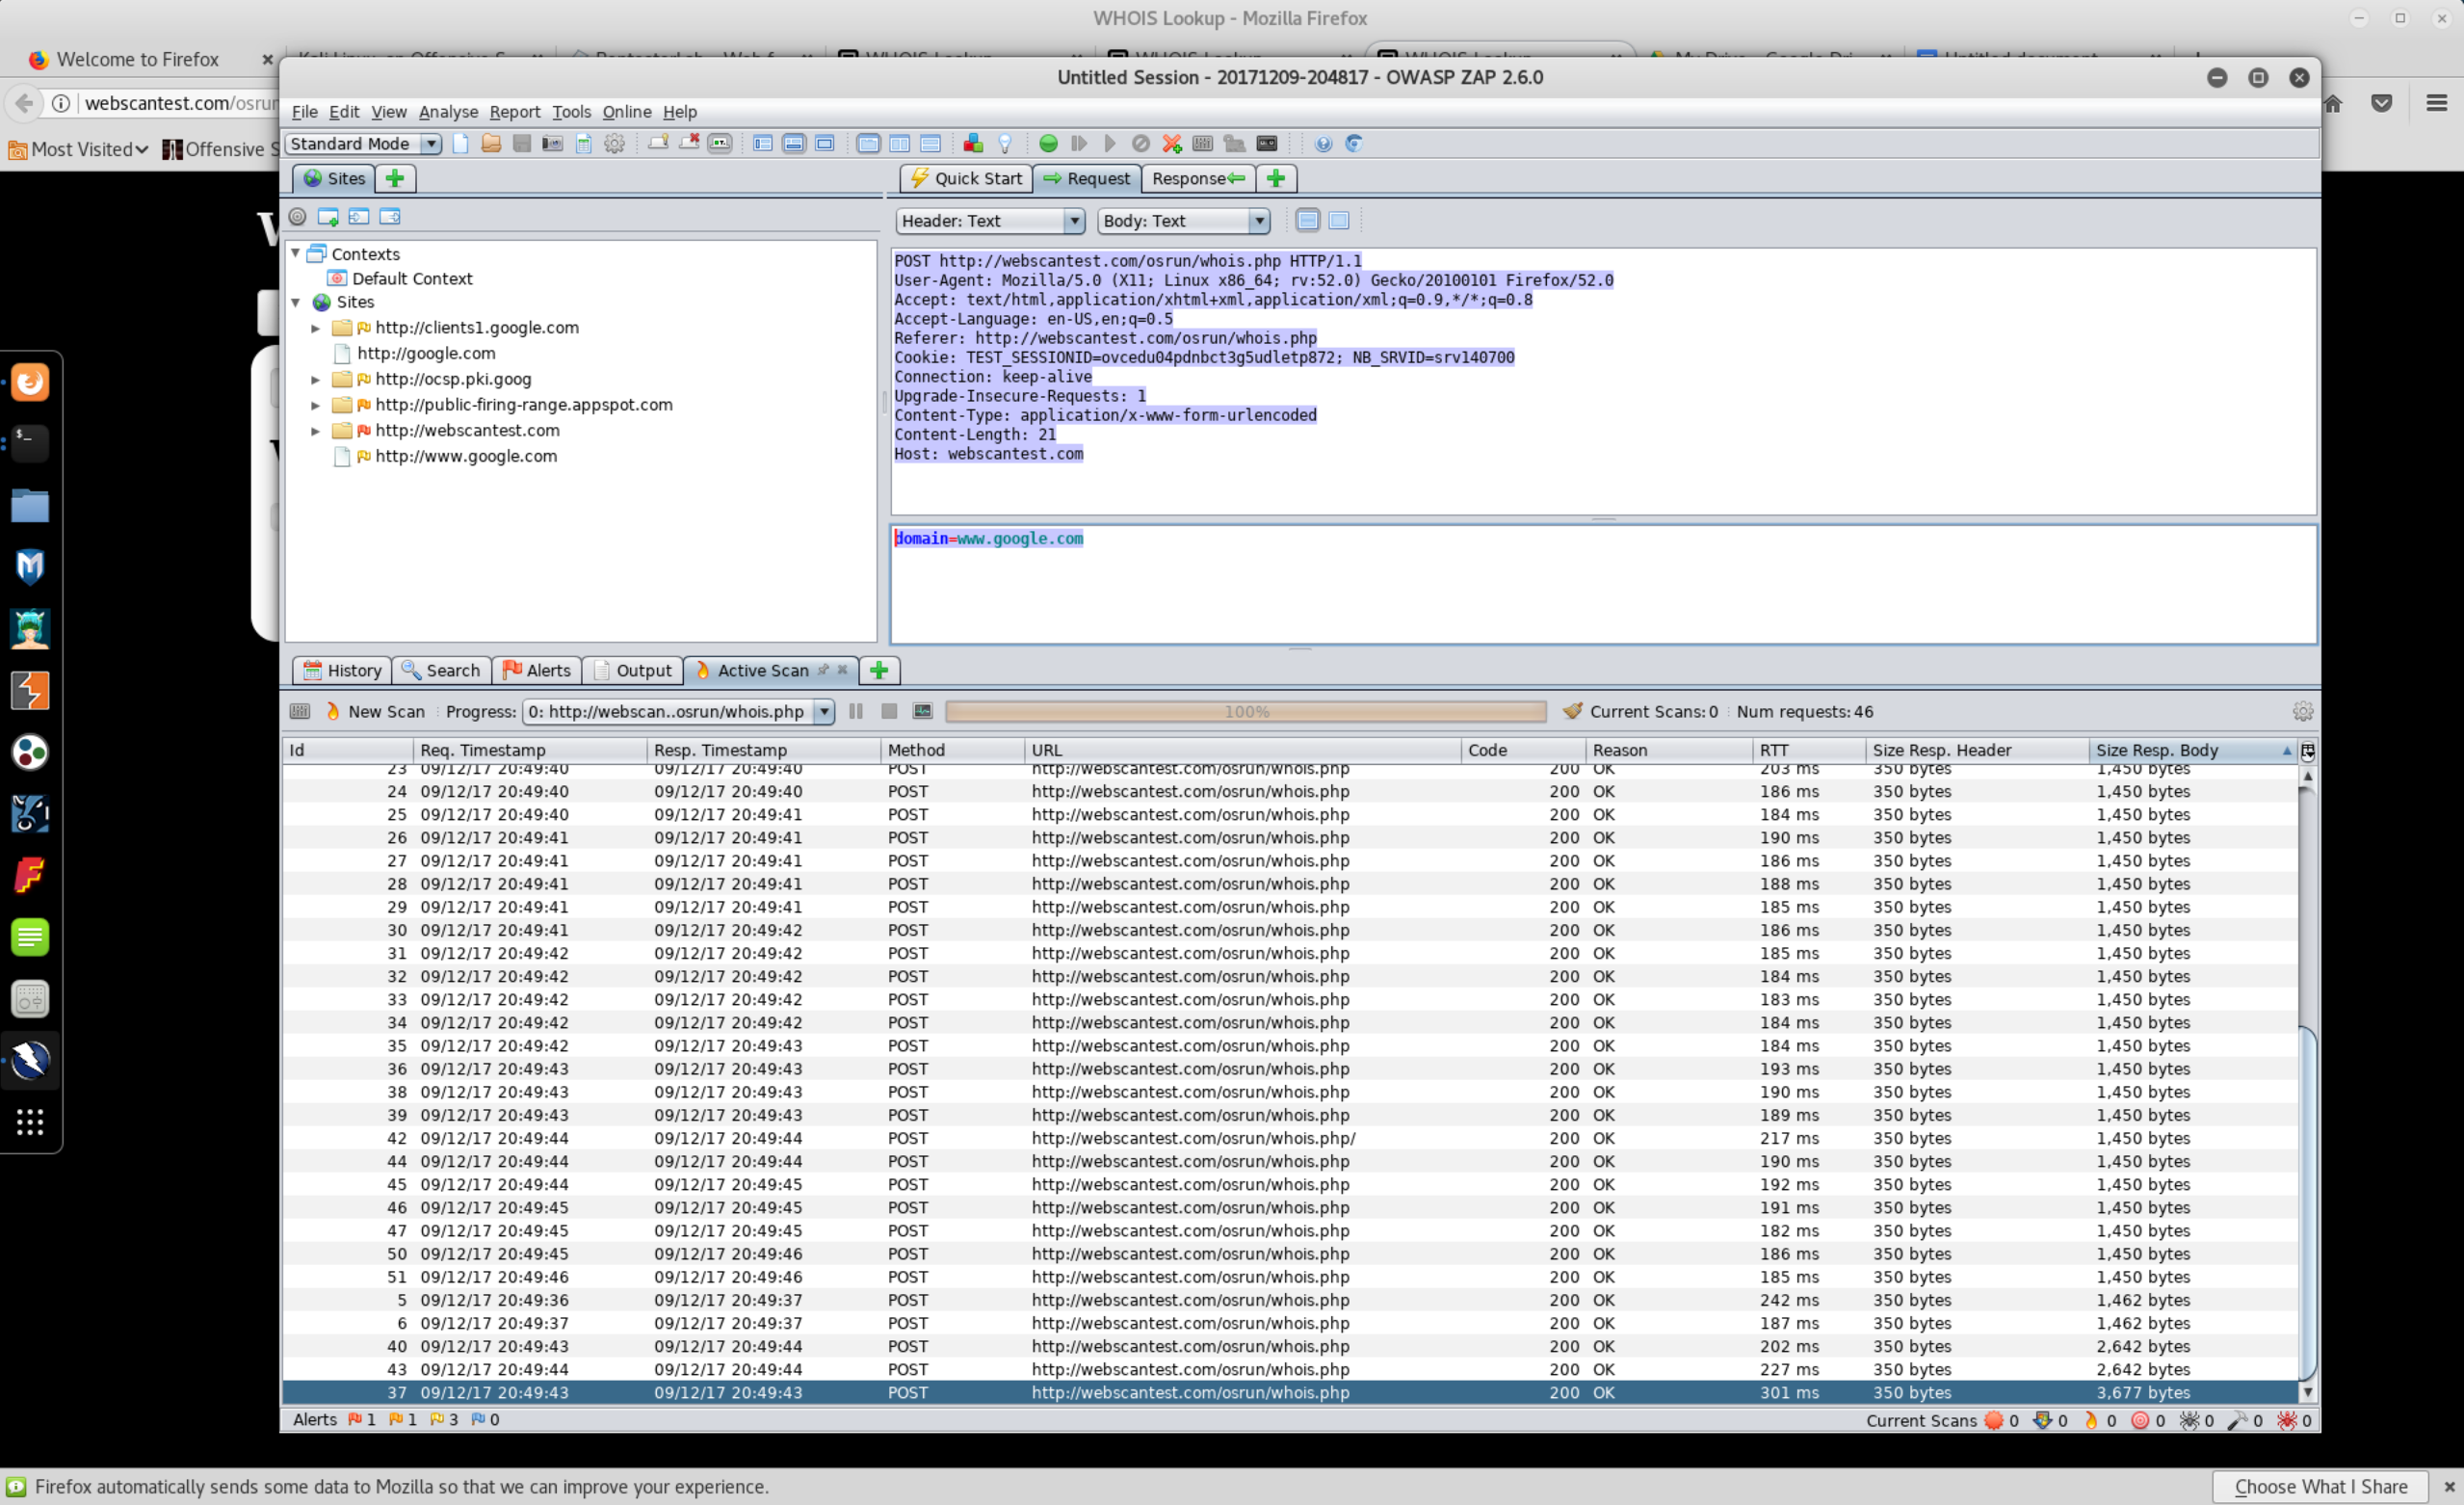 WHOIS Lookup - Mozilla Firefox
Welcome to Firefox
webscantest.com/osrun
Most Visited
Offensive S
Untitled Session - 20171209-204817 - OWASP ZAP 2.6.0
File Edit View Analyse Report Tools Online Help
Standard Mode
Sites
Quick Start Request Response
Header: Text Body: Text
Contexts
Default Context
Sites
http://clients1.google.com
http://google.com
http://ocsp.pki.goog
http://public-firing-range.appspot.com
http://webscantest.com
http://www.google.com
POST http://webscantest.com/osrun/whois.php HTTP/1.1
User-Agent: Mozilla/5.0 (X11; Linux x86_64; rv:52.0) Gecko/20100101 Firefox/52.0
Accept: text/html,application/xhtml+xml,application/xml;q=0.9,*/*;q=0.8
Accept-Language: en-US,en;q=0.5
Referer: http://webscantest.com/osrun/whois.php
Cookie: TEST_SESSIONID=ovcedu04pdnbct3g5udletp872; NB_SRVID=srv140700
Connection: keep-alive
Upgrade-Insecure-Requests: 1
Content-Type: application/x-www-form-urlencoded
Content-Length: 21
Host: webscantest.com
domain=www.google.com
History Search Alerts Output Active Scan
New Scan Progress: 0: http://webscan..osrun/whois.php 100% Current Scans: 0 Num requests: 46
Id Req. Timestamp Resp. Timestamp Method URL Code Reason RTT Size Resp. Header Size Resp. Body
23 09/12/17 20:49:40 09/12/17 20:49:40 POST http://webscantest.com/osrun/whois.php 200 OK 203 ms 350 bytes 1,450 bytes
24 09/12/17 20:49:40 09/12/17 20:49:40 POST http://webscantest.com/osrun/whois.php 200 OK 186 ms 350 bytes 1,450 bytes
25 09/12/17 20:49:40 09/12/17 20:49:41 POST http://webscantest.com/osrun/whois.php 200 OK 184 ms 350 bytes 1,450 bytes
26 09/12/17 20:49:41 09/12/17 20:49:41 POST http://webscantest.com/osrun/whois.php 200 OK 190 ms 350 bytes 1,450 bytes
27 09/12/17 20:49:41 09/12/17 20:49:41 POST http://webscantest.com/osrun/whois.php 200 OK 186 ms 350 bytes 1,450 bytes
28 09/12/17 20:49:41 09/12/17 20:49:41 POST http://webscantest.com/osrun/whois.php 200 OK 188 ms 350 bytes 1,450 bytes
29 09/12/17 20:49:41 09/12/17 20:49:41 POST http://webscantest.com/osrun/whois.php 200 OK 185 ms 350 bytes 1,450 bytes
30 09/12/17 20:49:41 09/12/17 20:49:42 POST http://webscantest.com/osrun/whois.php 200 OK 186 ms 350 bytes 1,450 bytes
31 09/12/17 20:49:42 09/12/17 20:49:42 POST http://webscantest.com/osrun/whois.php 200 OK 185 ms 350 bytes 1,450 bytes
32 09/12/17 20:49:42 09/12/17 20:49:42 POST http://webscantest.com/osrun/whois.php 200 OK 184 ms 350 bytes 1,450 bytes
33 09/12/17 20:49:42 09/12/17 20:49:42 POST http://webscantest.com/osrun/whois.php 200 OK 183 ms 350 bytes 1,450 bytes
34 09/12/17 20:49:42 09/12/17 20:49:42 POST http://webscantest.com/osrun/whois.php 200 OK 184 ms 350 bytes 1,450 bytes
35 09/12/17 20:49:42 09/12/17 20:49:43 POST http://webscantest.com/osrun/whois.php 200 OK 184 ms 350 bytes 1,450 bytes
36 09/12/17 20:49:43 09/12/17 20:49:43 POST http://webscantest.com/osrun/whois.php 200 OK 193 ms 350 bytes 1,450 bytes
38 09/12/17 20:49:43 09/12/17 20:49:43 POST http://webscantest.com/osrun/whois.php 200 OK 190 ms 350 bytes 1,450 bytes
39 09/12/17 20:49:43 09/12/17 20:49:43 POST http://webscantest.com/osrun/whois.php 200 OK 189 ms 350 bytes 1,450 bytes
42 09/12/17 20:49:44 09/12/17 20:49:44 POST http://webscantest.com/osrun/whois.php/ 200 OK 217 ms 350 bytes 1,450 bytes
44 09/12/17 20:49:44 09/12/17 20:49:44 POST http://webscantest.com/osrun/whois.php 200 OK 190 ms 350 bytes 1,450 bytes
45 09/12/17 20:49:44 09/12/17 20:49:45 POST http://webscantest.com/osrun/whois.php 200 OK 192 ms 350 bytes 1,450 bytes
46 09/12/17 20:49:45 09/12/17 20:49:45 POST http://webscantest.com/osrun/whois.php 200 OK 191 ms 350 bytes 1,450 bytes
47 09/12/17 20:49:45 09/12/17 20:49:45 POST http://webscantest.com/osrun/whois.php 200 OK 182 ms 350 bytes 1,450 bytes
50 09/12/17 20:49:45 09/12/17 20:49:46 POST http://webscantest.com/osrun/whois.php 200 OK 186 ms 350 bytes 1,450 bytes
51 09/12/17 20:49:46 09/12/17 20:49:46 POST http://webscantest.com/osrun/whois.php 200 OK 185 ms 350 bytes 1,450 bytes
5 09/12/17 20:49:36 09/12/17 20:49:37 POST http://webscantest.com/osrun/whois.php 200 OK 242 ms 350 bytes 1,462 bytes
6 09/12/17 20:49:37 09/12/17 20:49:37 POST http://webscantest.com/osrun/whois.php 200 OK 187 ms 350 bytes 1,462 bytes
40 09/12/17 20:49:43 09/12/17 20:49:44 POST http://webscantest.com/osrun/whois.php 200 OK 202 ms 350 bytes 2,642 bytes
43 09/12/17 20:49:44 09/12/17 20:49:44 POST http://webscantest.com/osrun/whois.php 200 OK 227 ms 350 bytes 2,642 bytes
37 09/12/17 20:49:43 09/12/17 20:49:43 POST http://webscantest.com/osrun/whois.php 200 OK 301 ms 350 bytes 3,677 bytes
Alerts 1 1 3 0 Current Scans 0 0 0 0 0 0 0
Firefox automatically sends some data to Mozilla so that we can improve your experience.
Choose What I Share